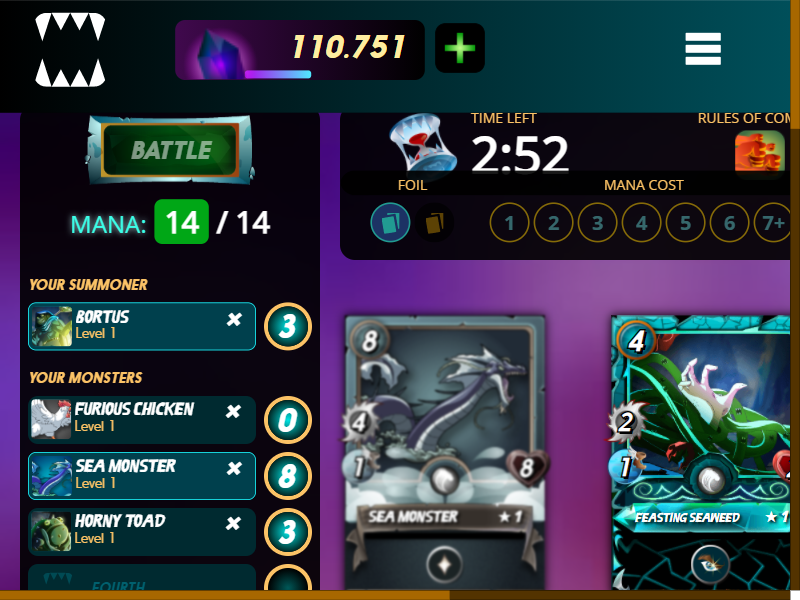 110.751
BATTLE
MANA: 14 / 14
YOUR SUMMONER
BORTUS
Level 1
3
YOUR MONSTERS
FURIOUS CHICKEN
Level 1
0
SEA MONSTER
Level 1
8
HORNY TOAD
Level 1
3
FOURTH
TIME LEFT
2:52
RULES OF COM
FOIL
MANA COST
1 2 3 4 5 6 7+
8
4
1
8
SEA MONSTER ★ 1
4
2
1
FEASTING SEAWEED ★ 1